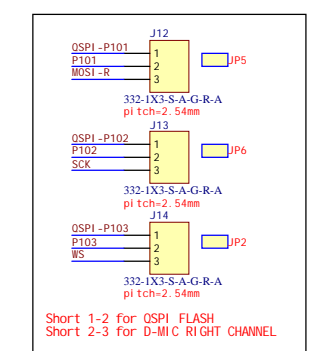 J12
QSPI-P101 1
P101 2
MOSI-R 3
JP5
332-1X3-S-A-G-R-A
pitch=2.54mm
J13
QSPI-P102 1
P102 2
SCK 3
JP6
332-1X3-S-A-G-R-A
pitch=2.54mm
J14
QSPI-P103 1
P103 2
WS 3
JP2
332-1X3-S-A-G-R-A
pitch=2.54mm
Short 1-2 for QSPI FLASH
Short 2-3 for D-MIC RIGHT CHANNEL